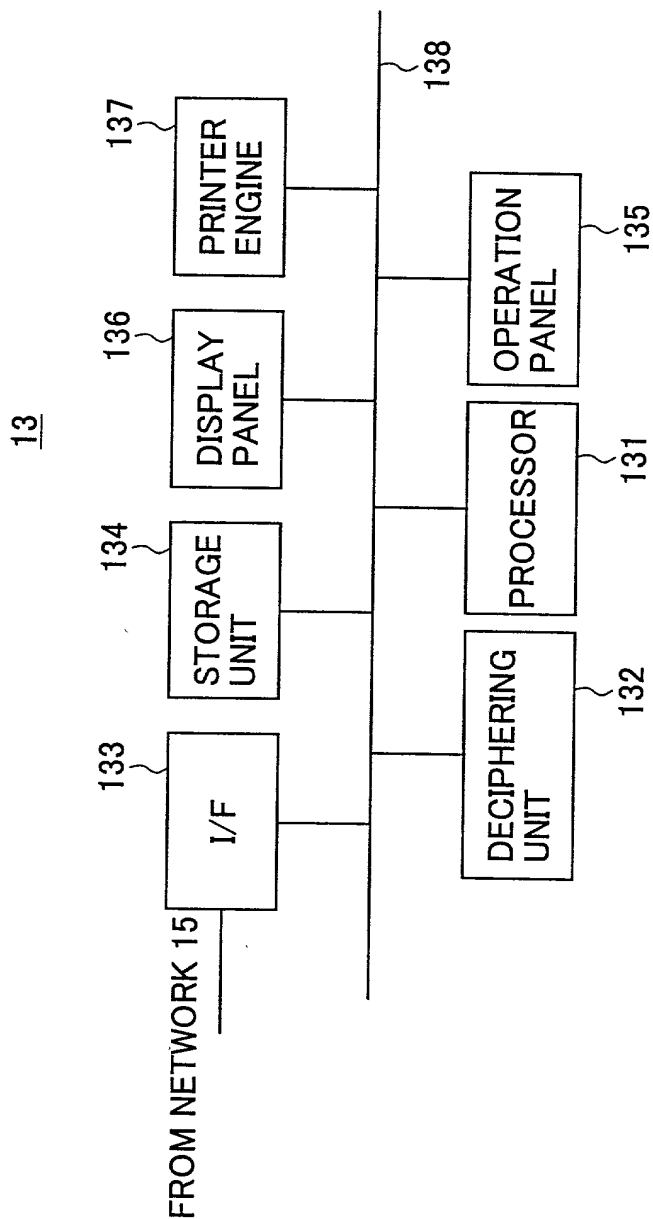 13
FROM NETWORK 15
133
I/F
134
STORAGE
UNIT
136
DISPLAY
PANEL
137
PRINTER
ENGINE
138
DECIPHERING
UNIT
132
PROCESSOR
131
OPERATION
PANEL
135